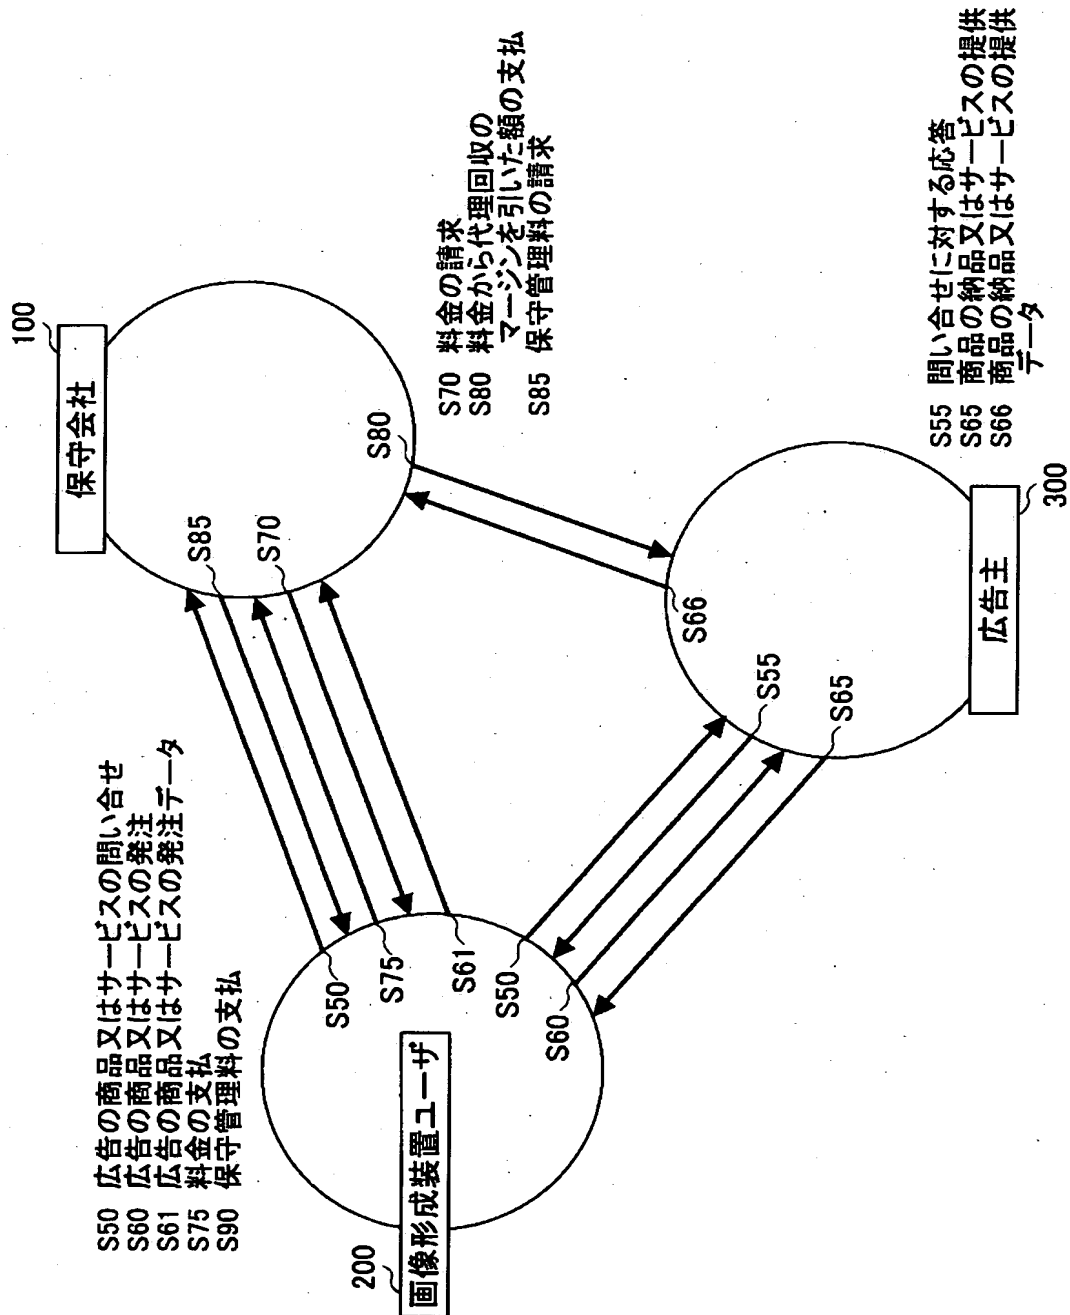 S50 広告の商品又はサービスの問い合せ
S60 広告の商品又はサービスの発注
S61 広告の商品又はサービスの発注データ
S75 料金の支払
S90 保守管理料の支払
200
画像形成装置ユーザ
S50
S75
S61
S50
S60
100
保守会社
S85
S70
S80
S70 料金の請求
S80 料金から代理回収の
マージンを引いた額の支払
S85 保守管理料の請求
S66
S55
S65
広告主
300
S55 問い合せに対する応答
S65 商品の納品又はサービスの提供
S66 商品の納品又はサービスの提供
データ